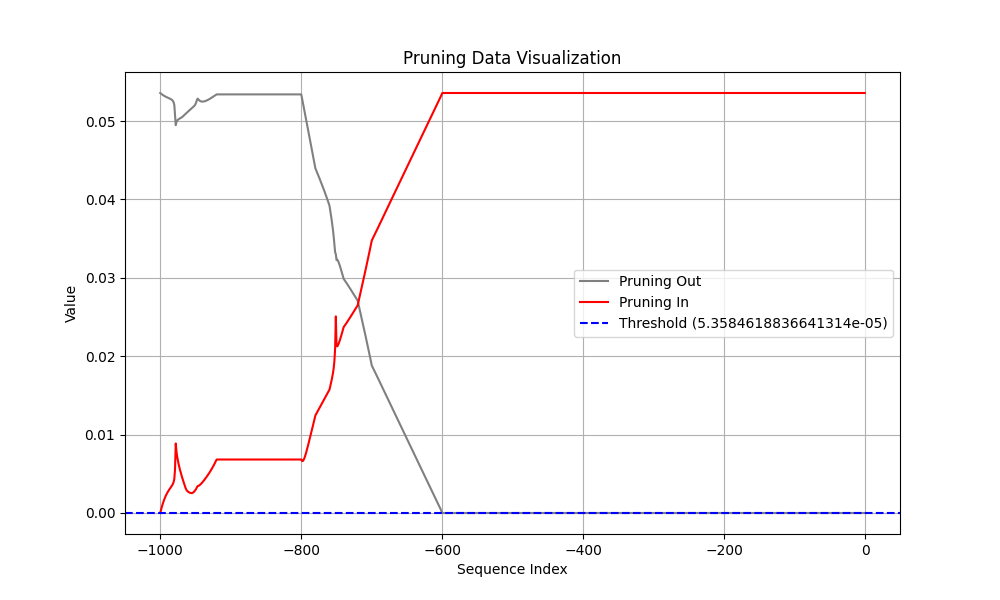 Pruning Data Visualization
Value
0.05
0.04
0.03
0.02
0.01
0.00
Pruning Out
Pruning In
Threshold (5.3584618836641314e-05)
−1000
−800
−600
−400
−200
0
Sequence Index